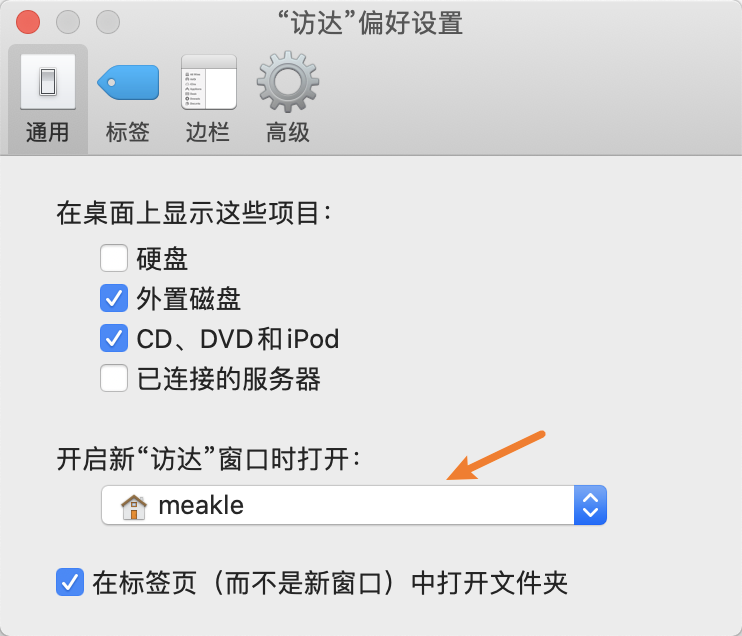 “访达”偏好设置
通用 标签 边栏 高级
在桌面上显示这些项目：
硬盘
外置磁盘
CD、DVD和iPod
已连接的服务器
开启新“访达”窗口时打开：
meakle
在标签页（而不是新窗口）中打开文件夹